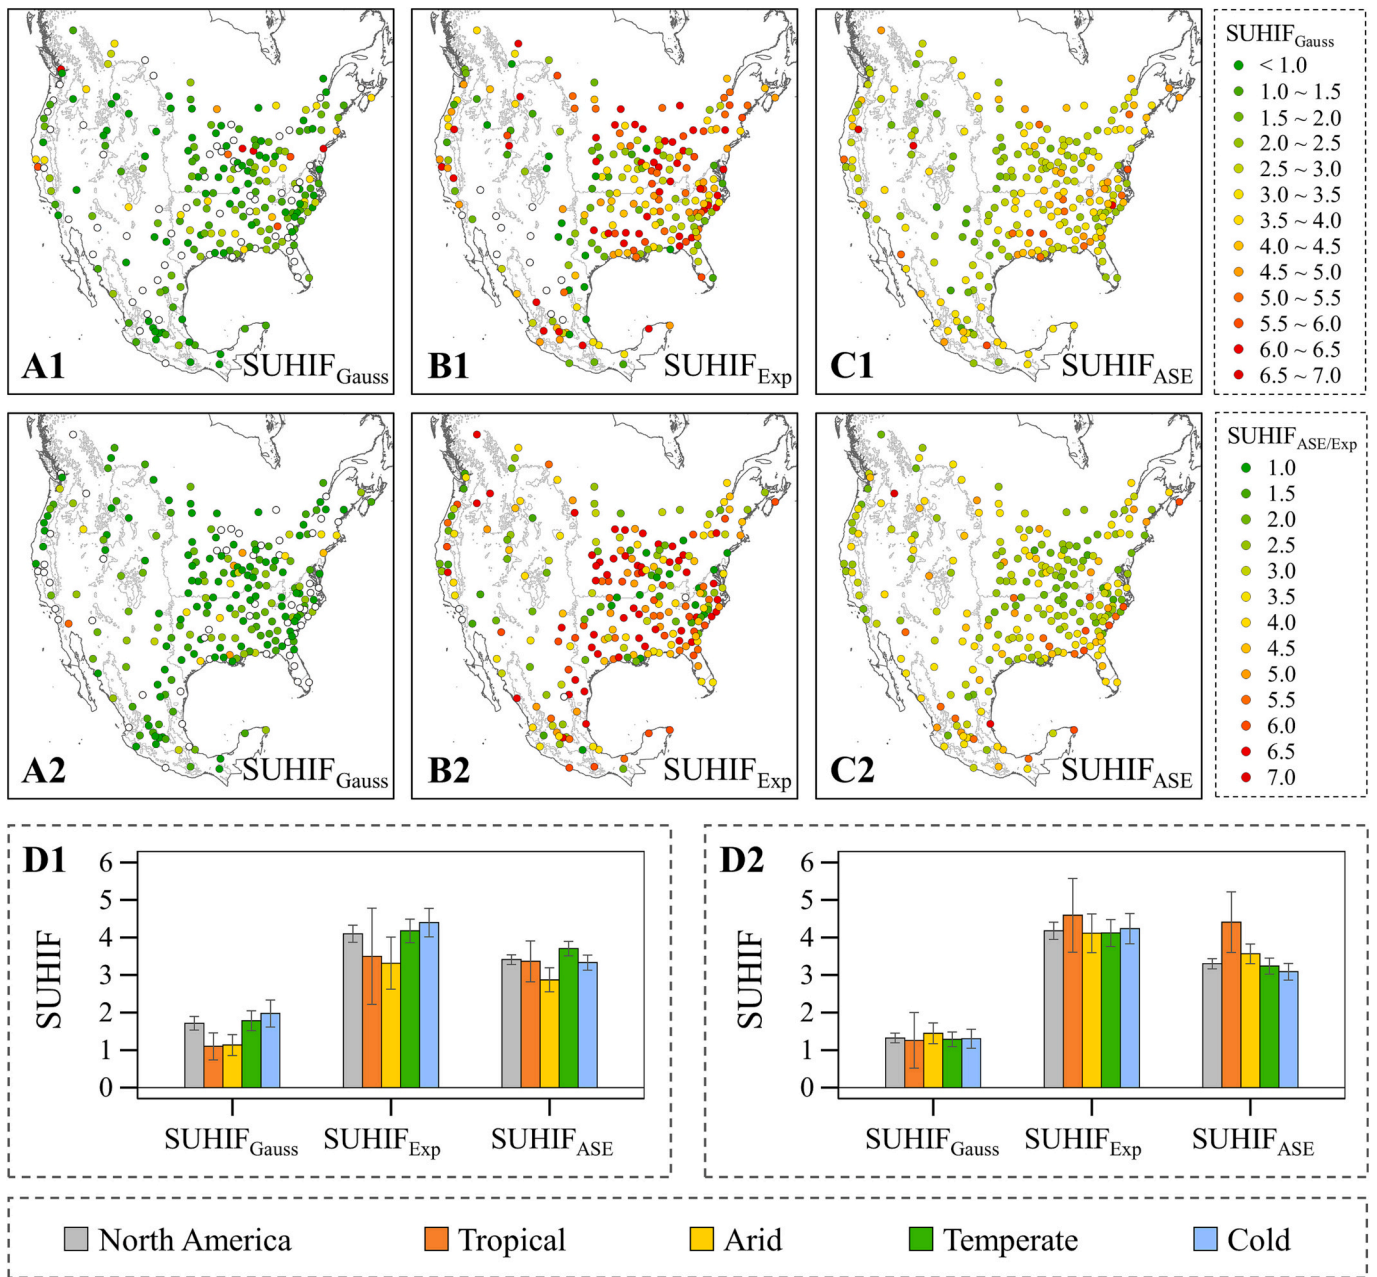 A1
SUHIFGauss
B1
SUHIFExp
C1
SUHIFASE
SUHIFGauss
< 1.0
1.0 ~ 1.5
1.5 ~ 2.0
2.0 ~ 2.5
2.5 ~ 3.0
3.0 ~ 3.5
3.5 ~ 4.0
4.0 ~ 4.5
4.5 ~ 5.0
5.0 ~ 5.5
5.5 ~ 6.0
6.0 ~ 6.5
6.5 ~ 7.0
A2
SUHIFGauss
B2
SUHIFExp
C2
SUHIFASE
SUHIFASE/Exp
1.0
1.5
2.0
2.5
3.0
3.5
4.0
4.5
5.0
5.5
6.0
6.5
7.0
D1
SUHIF
6
5
4
3
2
1
0
SUHIFGauss
SUHIFExp
SUHIFASE
D2
SUHIF
6
5
4
3
2
1
0
SUHIFGauss
SUHIFExp
SUHIFASE
North America
Tropical
Arid
Temperate
Cold